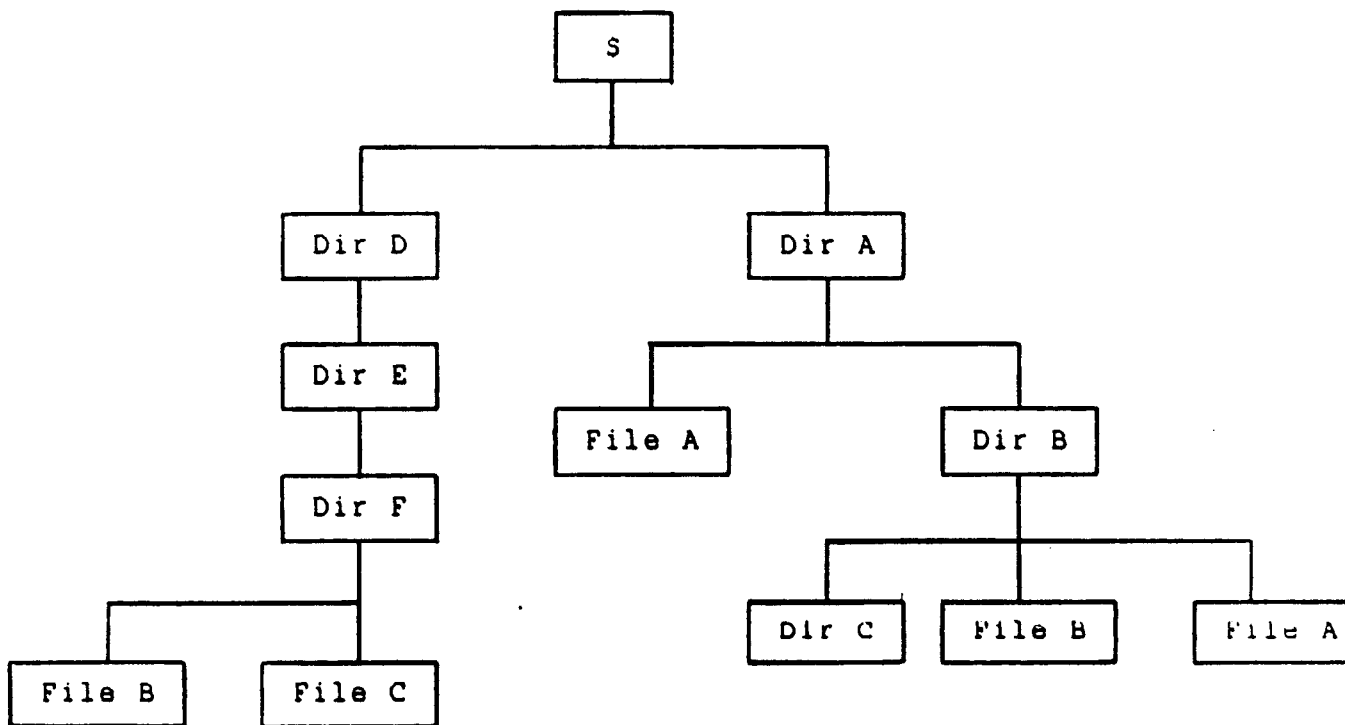 S
Dir D
Dir A
Dir E
File A
Dir B
Dir F
Dir C
File B
File A
File B
File C